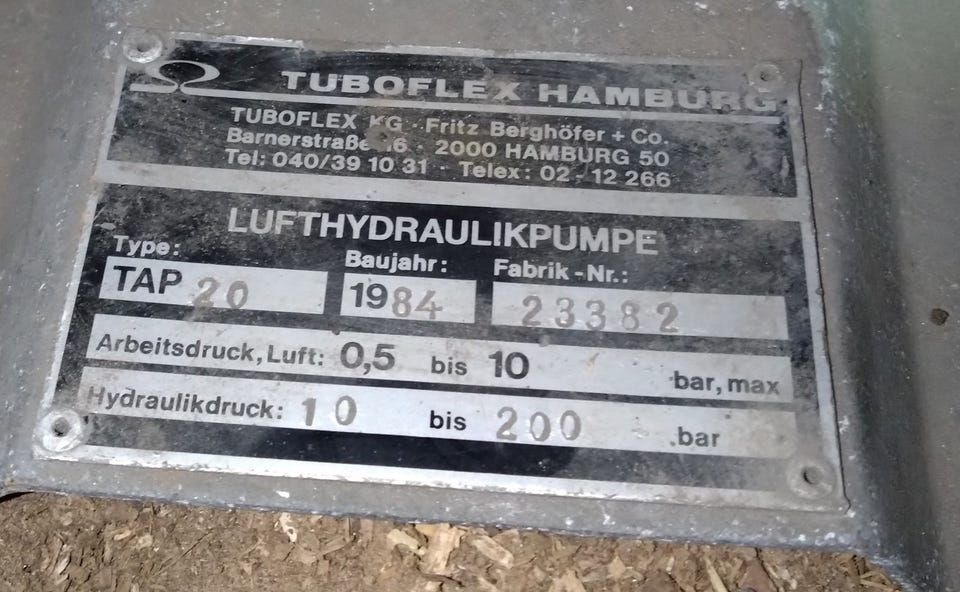 TUBOFLEX HAMBURG
TUBOFLEX KG · Fritz Berghöfer + Co.
Barnerstraße · 2000 HAMBURG 50
Tel: 040/39 10 31 · Telex: 02-12 266
LUFTHYDRAULIKPUMPE
Type: Baujahr: Fabrik-Nr.:
TAP 20 1984 23382
Arbeitsdruck, Luft: 0,5 bis 10 bar, max
Hydraulikdruck: 10 bis 200 bar